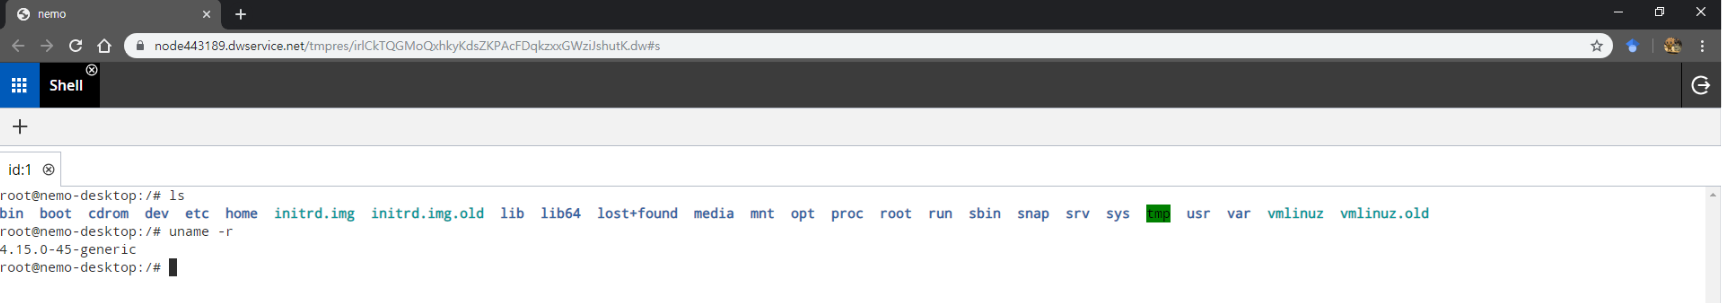 nemo
node443189.dwservice.net/tmpres/irlCkTQGMoQxhkyKdsZKPAcFDqkzxxGWziJshutK.dw#s
Shell
id:1
root@nemo-desktop:/# ls
bin boot cdrom dev etc home initrd.img initrd.img.old lib lib64 lost+found media mnt opt proc root run sbin snap srv sys tmp usr var vmlinuz vmlinuz.old
root@nemo-desktop:/# uname -r
4.15.0-45-generic
root@nemo-desktop:/#